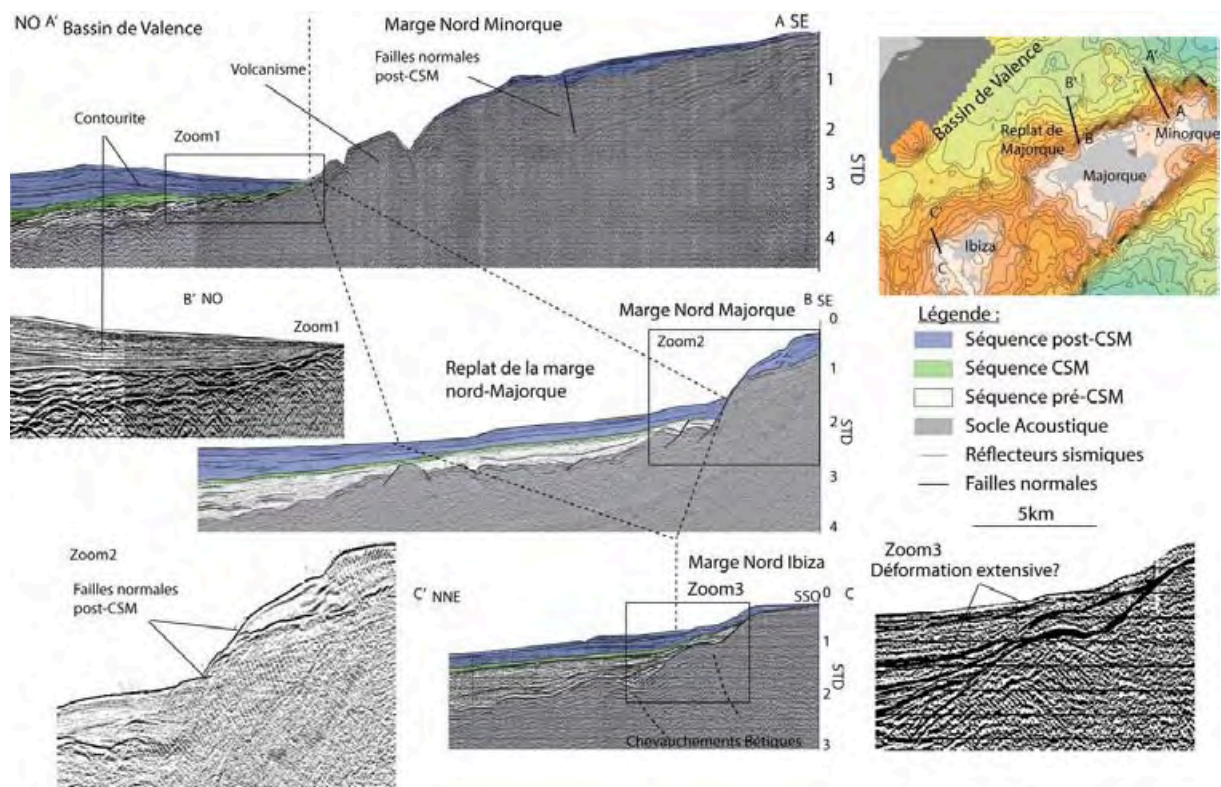 NO A' Bassin de Valence
Marge Nord Minorque
A SE
Failles normales
post-CSM
Volcanisme
Contourite
Zoom1
1
2
STD
3
4
A'
B'
Bassin de Valence
A
Minorque
Replat de
Majorque
B
Majorque
C'
Ibiza
C
B' NO
Zoom1
Marge Nord Majorque
B SE
0
Zoom2
Replat de la marge
nord-Majorque
1
2
STD
3
4
Légende :
Séquence post-CSM
Séquence CSM
Séquence pré-CSM
Socle Acoustique
Réflecteurs sismiques
Failles normales
5km
Zoom2
Failles normales
post-CSM
Marge Nord Ibiza
C' NNE
Zoom3
SSO
0
C
1
STD
2
3
Chevauchements Bétiques
Zoom3
Déformation extensive?